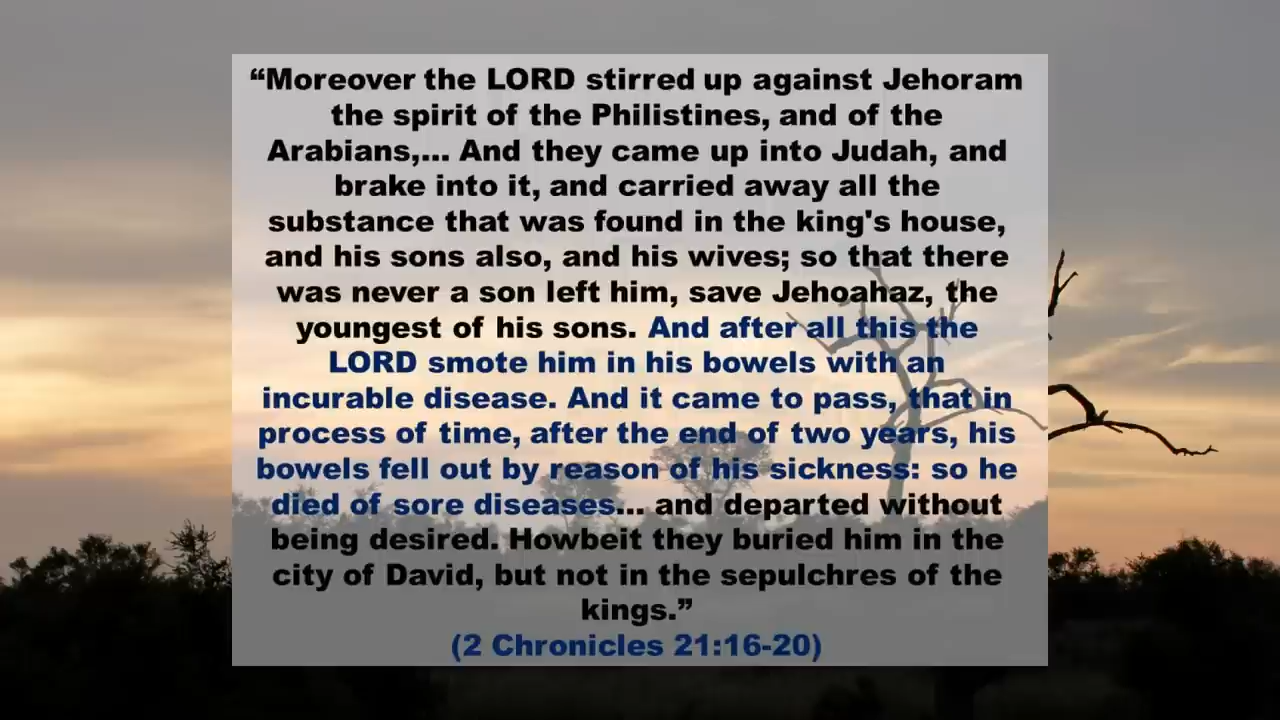 “Moreover the LORD stirred up against Jehoram
the spirit of the Philistines, and of the
Arabians,... And they came up into Judah, and
brake into it, and carried away all the
substance that was found in the king's house,
and his sons also, and his wives; so that there
was never a son left him, save Jehoahaz, the
youngest of his sons. And after all this the
LORD smote him in his bowels with an
incurable disease. And it came to pass, that in
process of time, after the end of two years, his
bowels fell out by reason of his sickness: so he
died of sore diseases... and departed without
being desired. Howbeit they buried him in the
city of David, but not in the sepulchres of the
kings.”
(2 Chronicles 21:16-20)